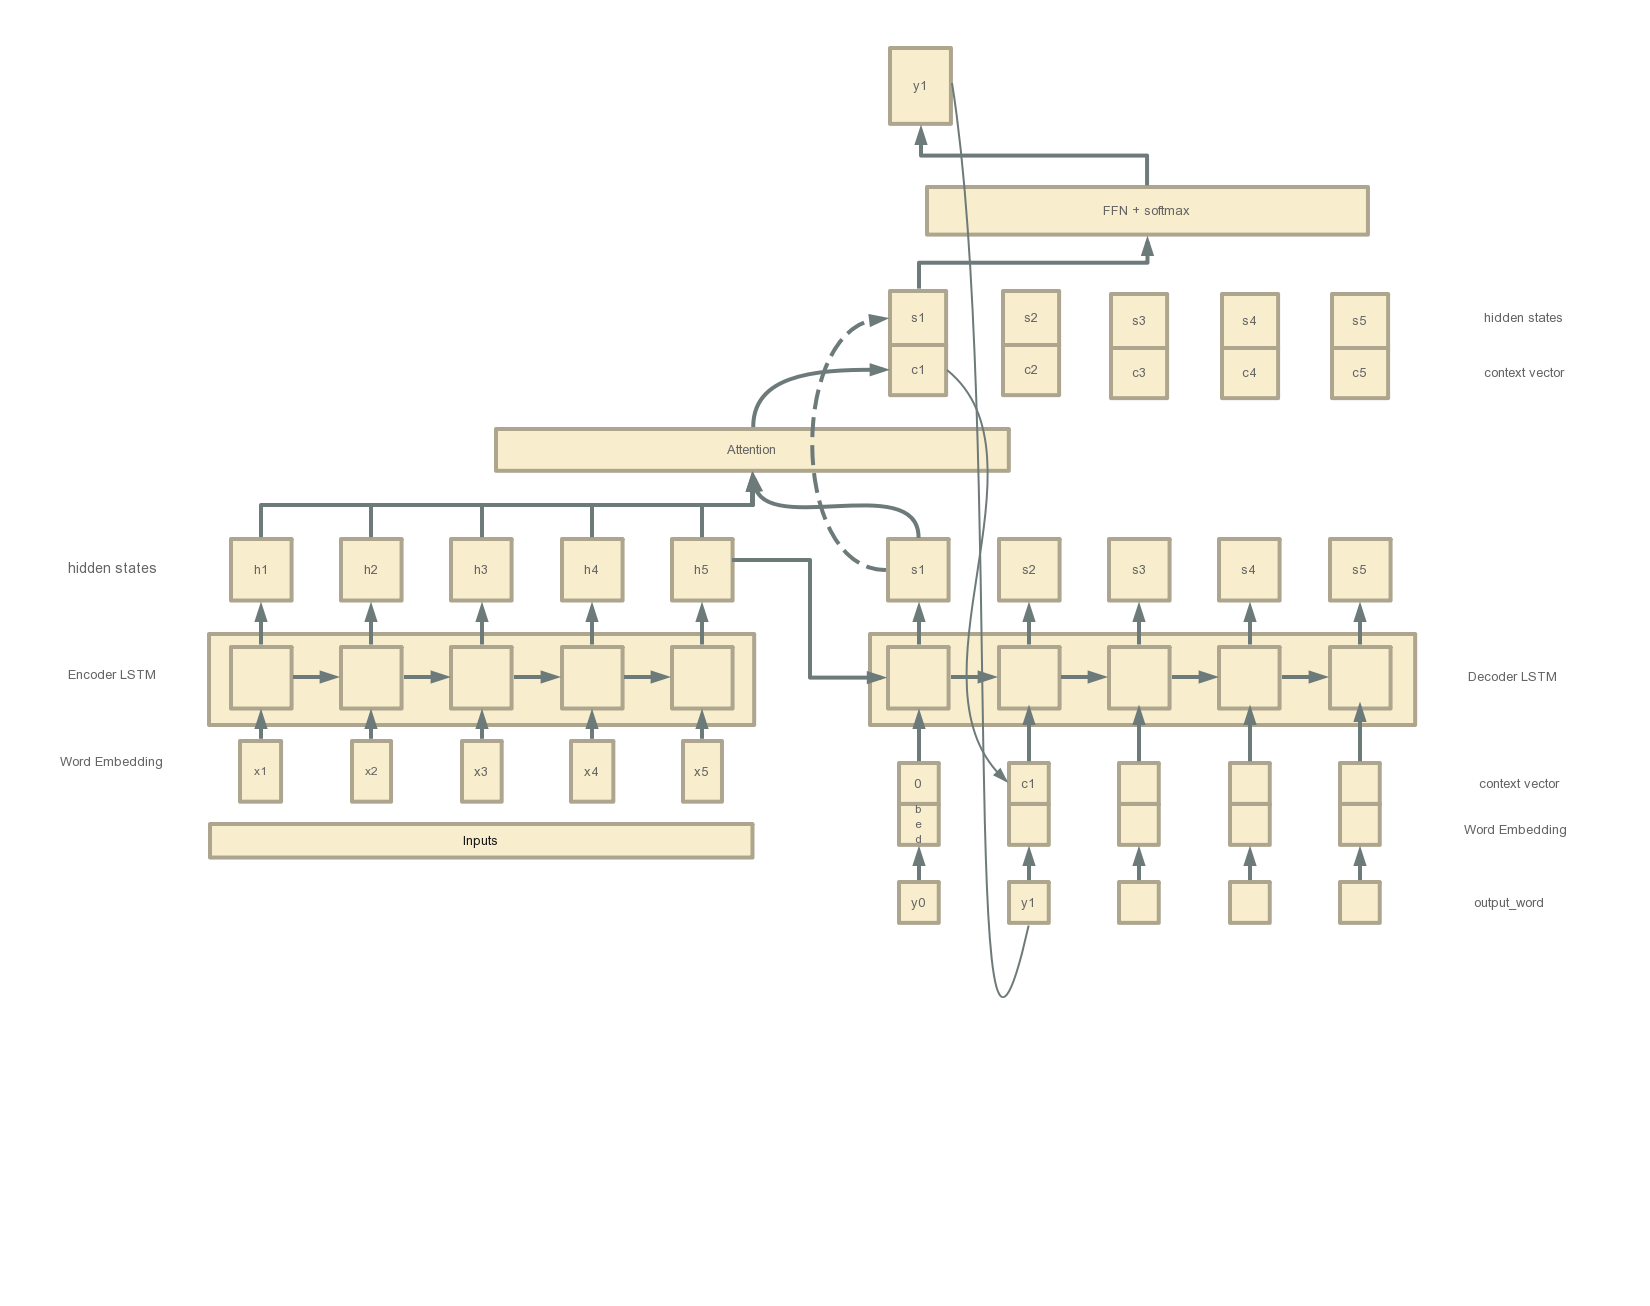 y1
FFN + softmax
s1 s2 s3 s4 s5 hidden states
c1 c2 c3 c4 c5 context vector
Attention
hidden states h1 h2 h3 h4 h5 s1 s2 s3 s4 s5
Encoder LSTM Decoder LSTM
Word Embedding x1 x2 x3 x4 x5
0 c1 context vector
b
e
d
Word Embedding
Inputs
y0 y1 output_word